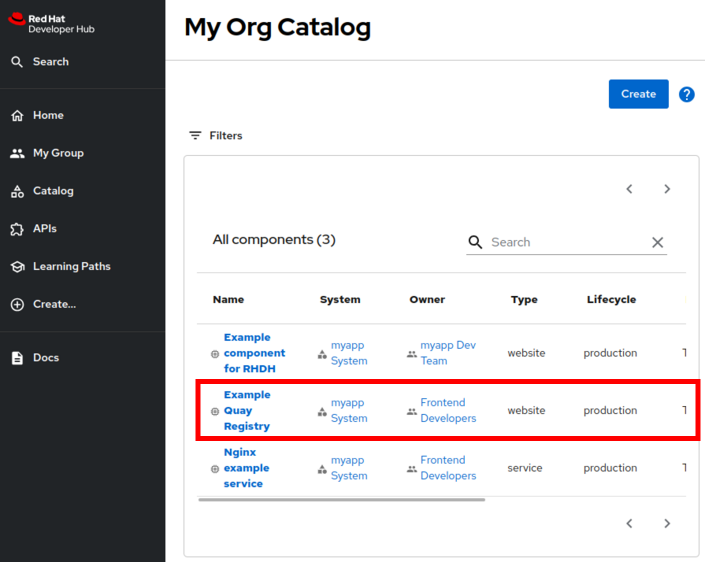 Red Hat
Developer Hub
Search
Home
My Group
Catalog
APIs
Learning Paths
Create...
Docs
My Org Catalog
Create
?
Filters
All components (3)
Search
Name System Owner Type Lifecycle
Example
component
for RHDH
myapp
System
myapp Dev
Team
website
production
T
Example
Quay
Registry
myapp
System
Frontend
Developers
website
production
T
Nginx
example
service
myapp
System
Frontend
Developers
service
production
T